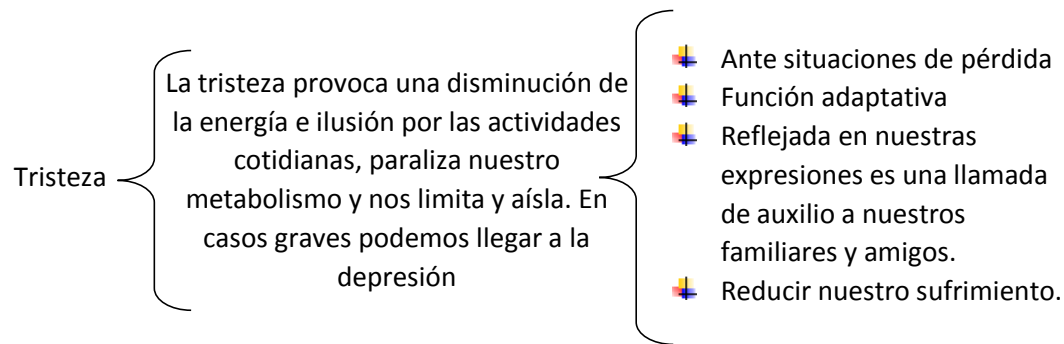 Tristeza
La tristeza provoca una disminución de
la energía e ilusión por las actividades
cotidianas, paraliza nuestro
metabolismo y nos limita y aísla. En
casos graves podemos llegar a la
depresión
Ante situaciones de pérdida
Función adaptativa
Reflejada en nuestras
expresiones es una llamada
de auxilio a nuestros
familiares y amigos.
Reducir nuestro sufrimiento.